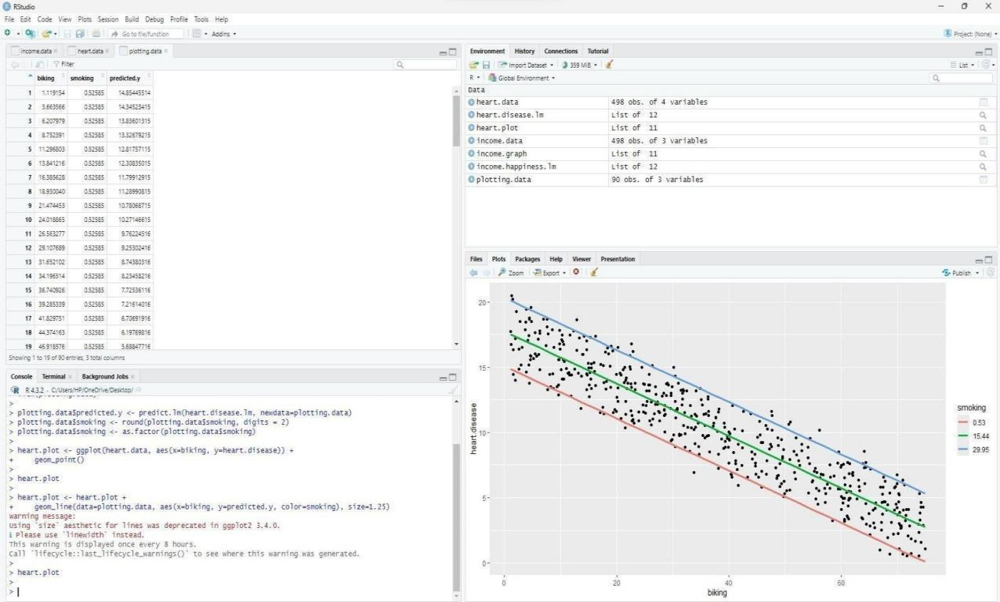 RStudio
File Edit Code View Plots Session Build Debug Profile Tools Help
Go to file/function Addins Project: (None)
income.data heart.data plotting.data
Filter
biking smoking predicted.y
1 1.119154 0.52585 14.85445514
2 3.663566 0.52585 14.34523415
3 6.207979 0.52585 13.83601315
4 8.752391 0.52585 13.32679215
5 11.296803 0.52585 12.81757115
6 13.841216 0.52585 12.30835015
7 16.385628 0.52585 11.79912915
8 18.930040 0.52585 11.28990815
9 21.474453 0.52585 10.78068715
10 24.018865 0.52585 10.27146615
11 26.563277 0.52585 9.76224516
12 29.107689 0.52585 9.25302416
13 31.652102 0.52585 8.74380316
14 34.196514 0.52585 8.23458216
15 36.740926 0.52585 7.72536116
16 39.285339 0.52585 7.21614016
17 41.829751 0.52585 6.70691916
18 44.374163 0.52585 6.19769816
19 46.918576 0.52585 5.68847716
Showing 1 to 19 of 90 entries, 3 total columns
Console Terminal Background Jobs
R 4.3.2 · C:/Users/HP/OneDrive/Desktop/
>
> plotting.data$predicted.y <- predict.lm(heart.disease.lm, newdata=plotting.data)
> plotting.data$smoking <- round(plotting.data$smoking, digits = 2)
> plotting.data$smoking <- as.factor(plotting.data$smoking)
>
> heart.plot <- ggplot(heart.data, aes(x=biking, y=heart.disease)) +
+ geom_point()
>
> heart.plot
>
> heart.plot <- heart.plot +
+ geom_line(data=plotting.data, aes(x=biking, y=predicted.y, color=smoking), size=1.25)
Warning message:
Using `size` aesthetic for lines was deprecated in ggplot2 3.4.0.
i Please use `linewidth` instead.
This warning is displayed once every 8 hours.
Call `lifecycle::last_lifecycle_warnings()` to see where this warning was generated.
>
> heart.plot
>
>
Environment History Connections Tutorial
Import Dataset 359 MiB List
R Global Environment
Data
heart.data 498 obs. of 4 variables
heart.disease.lm List of 12
heart.plot List of 11
income.data 498 obs. of 3 variables
income.graph List of 11
income.happiness.lm List of 12
plotting.data 90 obs. of 3 variables
Files Plots Packages Help Viewer Presentation
Zoom Export Publish
20
15
10
5
0
heart.disease
0 20 40 60
biking
smoking
0.53
15.44
29.95